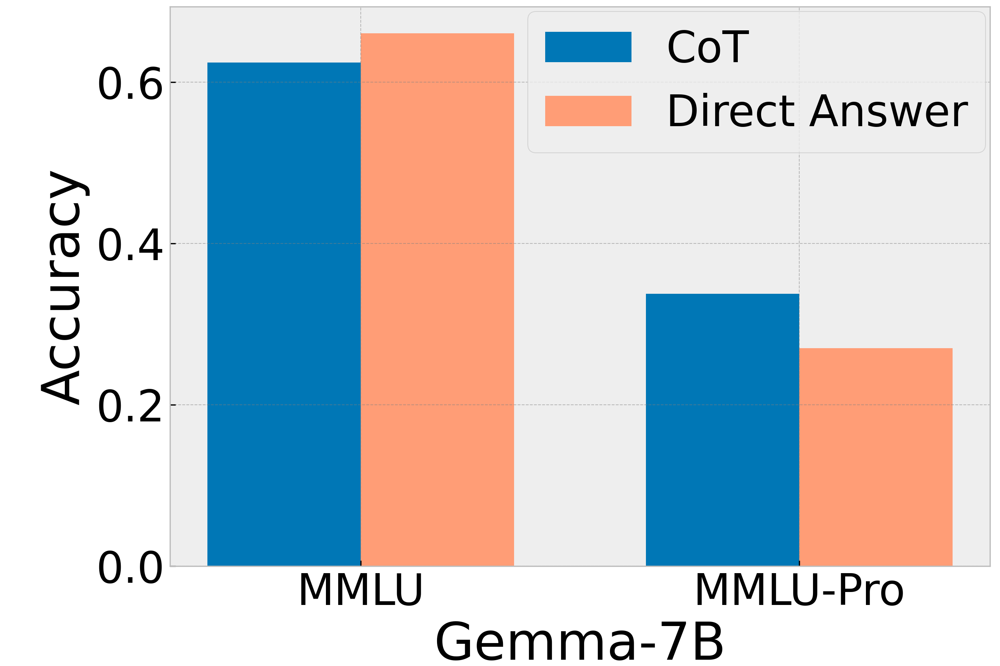 CoT
Direct Answer
Accuracy
0.6
0.4
0.2
0.0
MMLU
MMLU-Pro
Gemma-7B